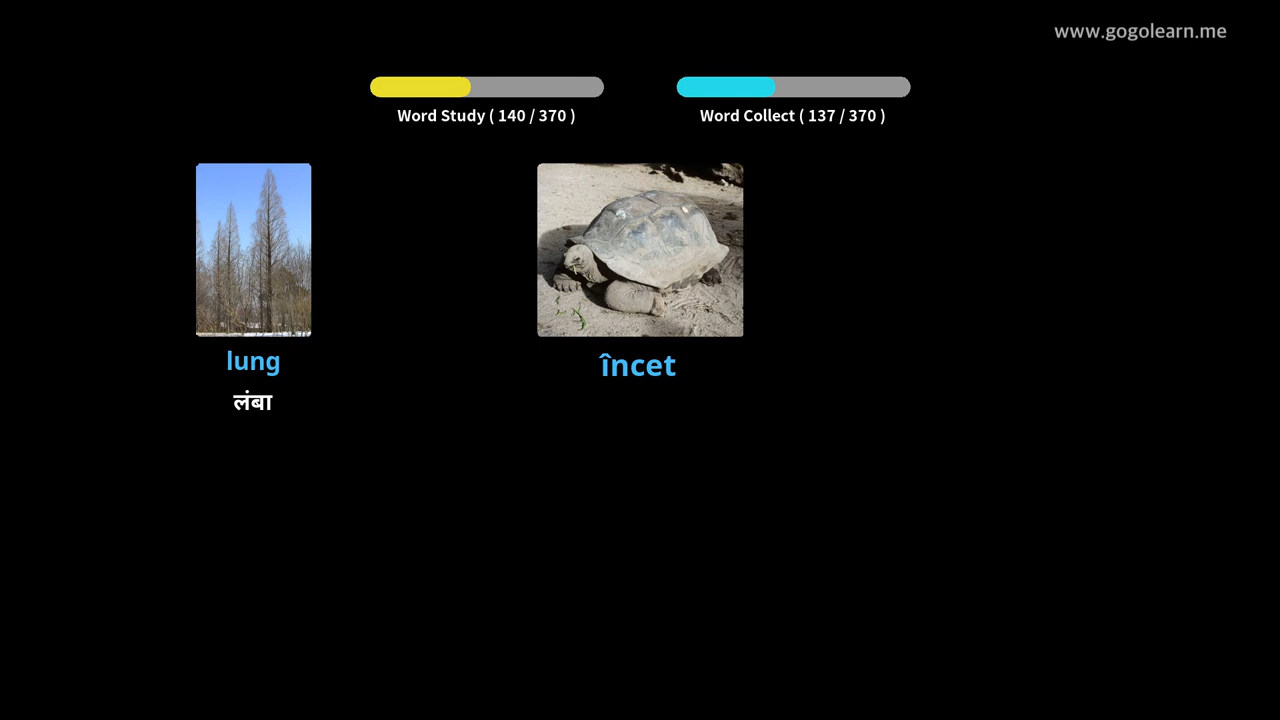 www.gogolearn.me
Word Study ( 140 / 370 )
Word Collect ( 137 / 370 )
lung
încet
लंबा